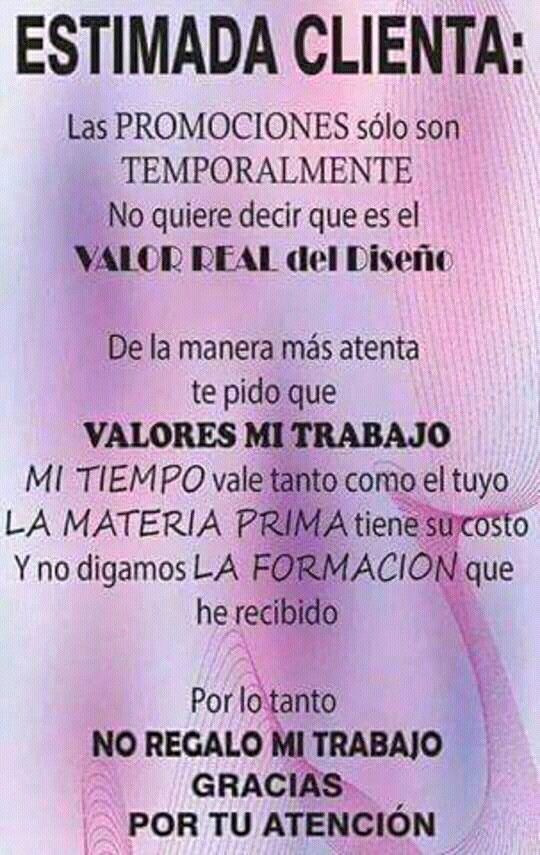 ESTIMADA CLIENTA:
Las PROMOCIONES sólo son
TEMPORALMENTE
No quiere decir que es el
VALOR REAL del Diseño
De la manera más atenta
te pido que
VALORES MI TRABAJO
MI TIEMPO vale tanto como el tuyo
LA MATERIA PRIMA tiene su costo
Y no digamos LA FORMACION que
he recibido
Por lo tanto
NO REGALO MI TRABAJO
GRACIAS
POR TU ATENCIÓN